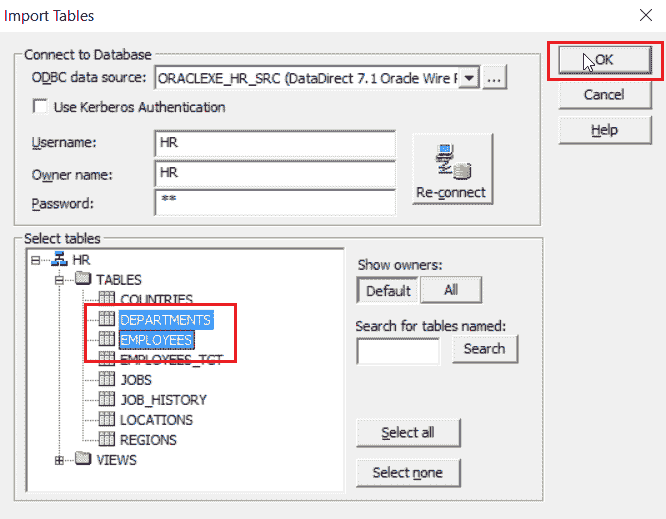 Import Tables
Connect to Database
ODBC data source: ORACLEXE_HR_SRC (DataDirect 7.1 Oracle Wire P ...
Use Kerberos Authentication
Username: HR
Owner name: HR
Password: **
Re-connect
OK
Cancel
Help
Select tables
HR
TABLES
COUNTRIES
DEPARTMENTS
EMPLOYEES
EMPLOYEES_TGT
JOBS
JOB_HISTORY
LOCATIONS
REGIONS
VIEWS
Show owners:
Default All
Search for tables named:
Search
Select all
Select none